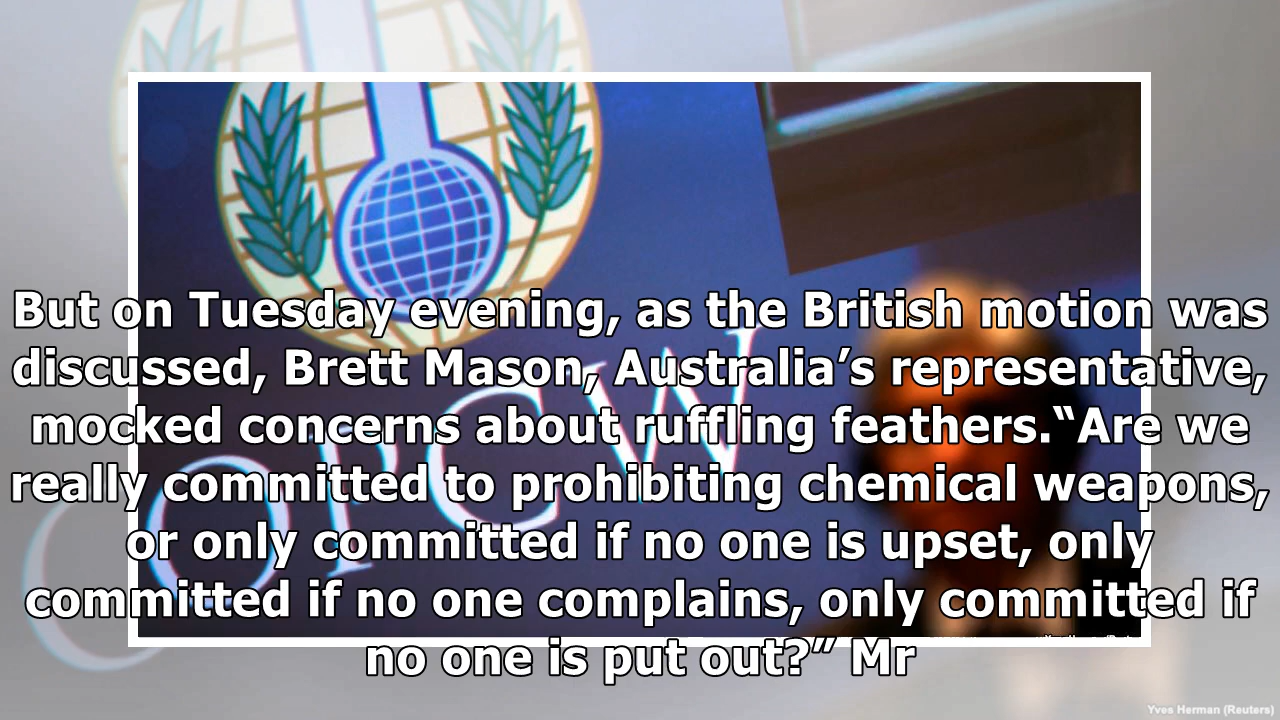 OPCW
But on Tuesday evening, as the British motion was
discussed, Brett Mason, Australia’s representative,
mocked concerns about ruffling feathers.“Are we
really committed to prohibiting chemical weapons,
or only committed if no one is upset, only
committed if no one complains, only committed if
no one is put out?” Mr
Yves Herman (Reuters)